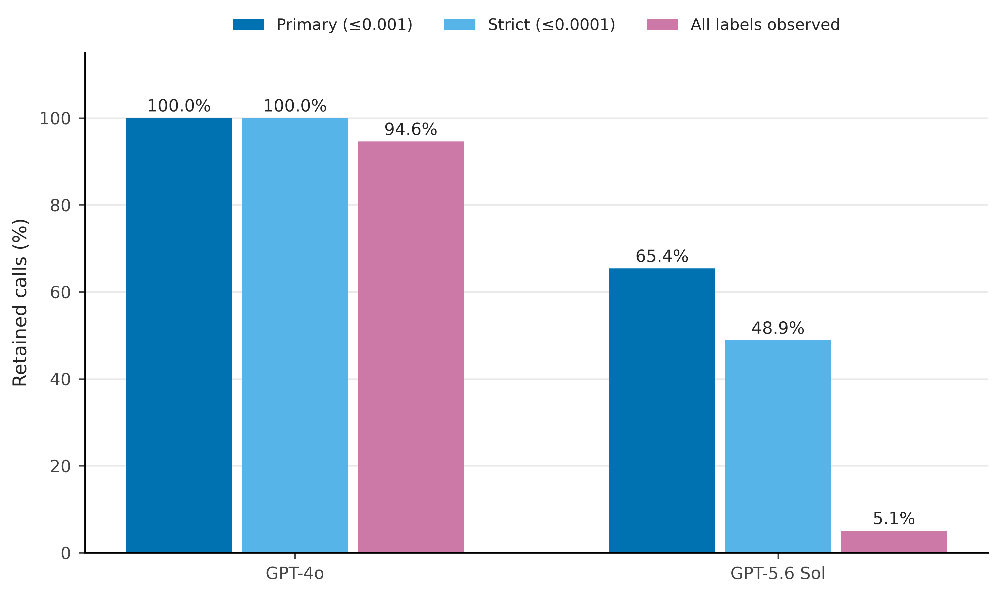 Primary (≤0.001) Strict (≤0.0001) All labels observed
Retained calls (%)
100
80
60
40
20
0
100.0% 100.0% 94.6%
65.4% 48.9% 5.1%
GPT-4o GPT-5.6 Sol